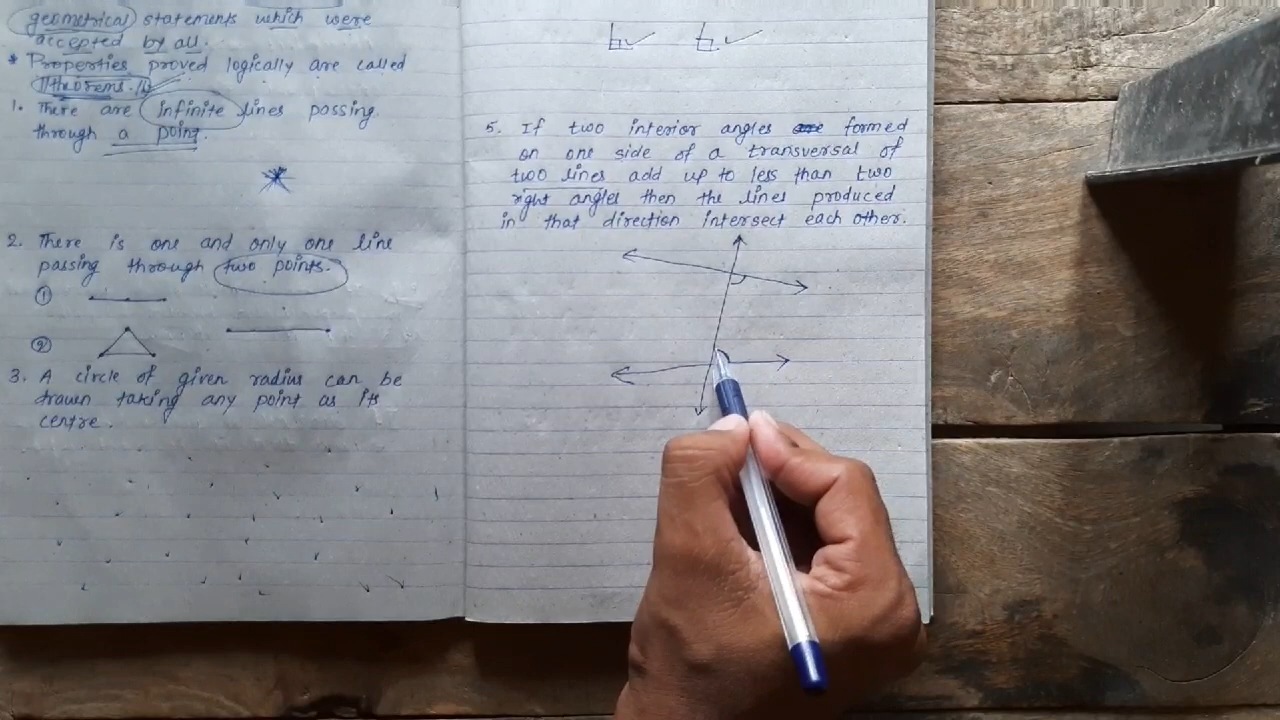 geometrical statements which were
accepted by all.
* Properties proved logically are called
Theorems.
1. There are infinite lines passing
through a point.
2. There is one and only one line
passing through two points.
①
②
3. A circle of given radius can be
drawn taking any point as its
centre.
5. If two interior angles are formed
on one side of a transversal of
two lines add up to less than two
right angles then the lines produced
in that direction intersect each other.